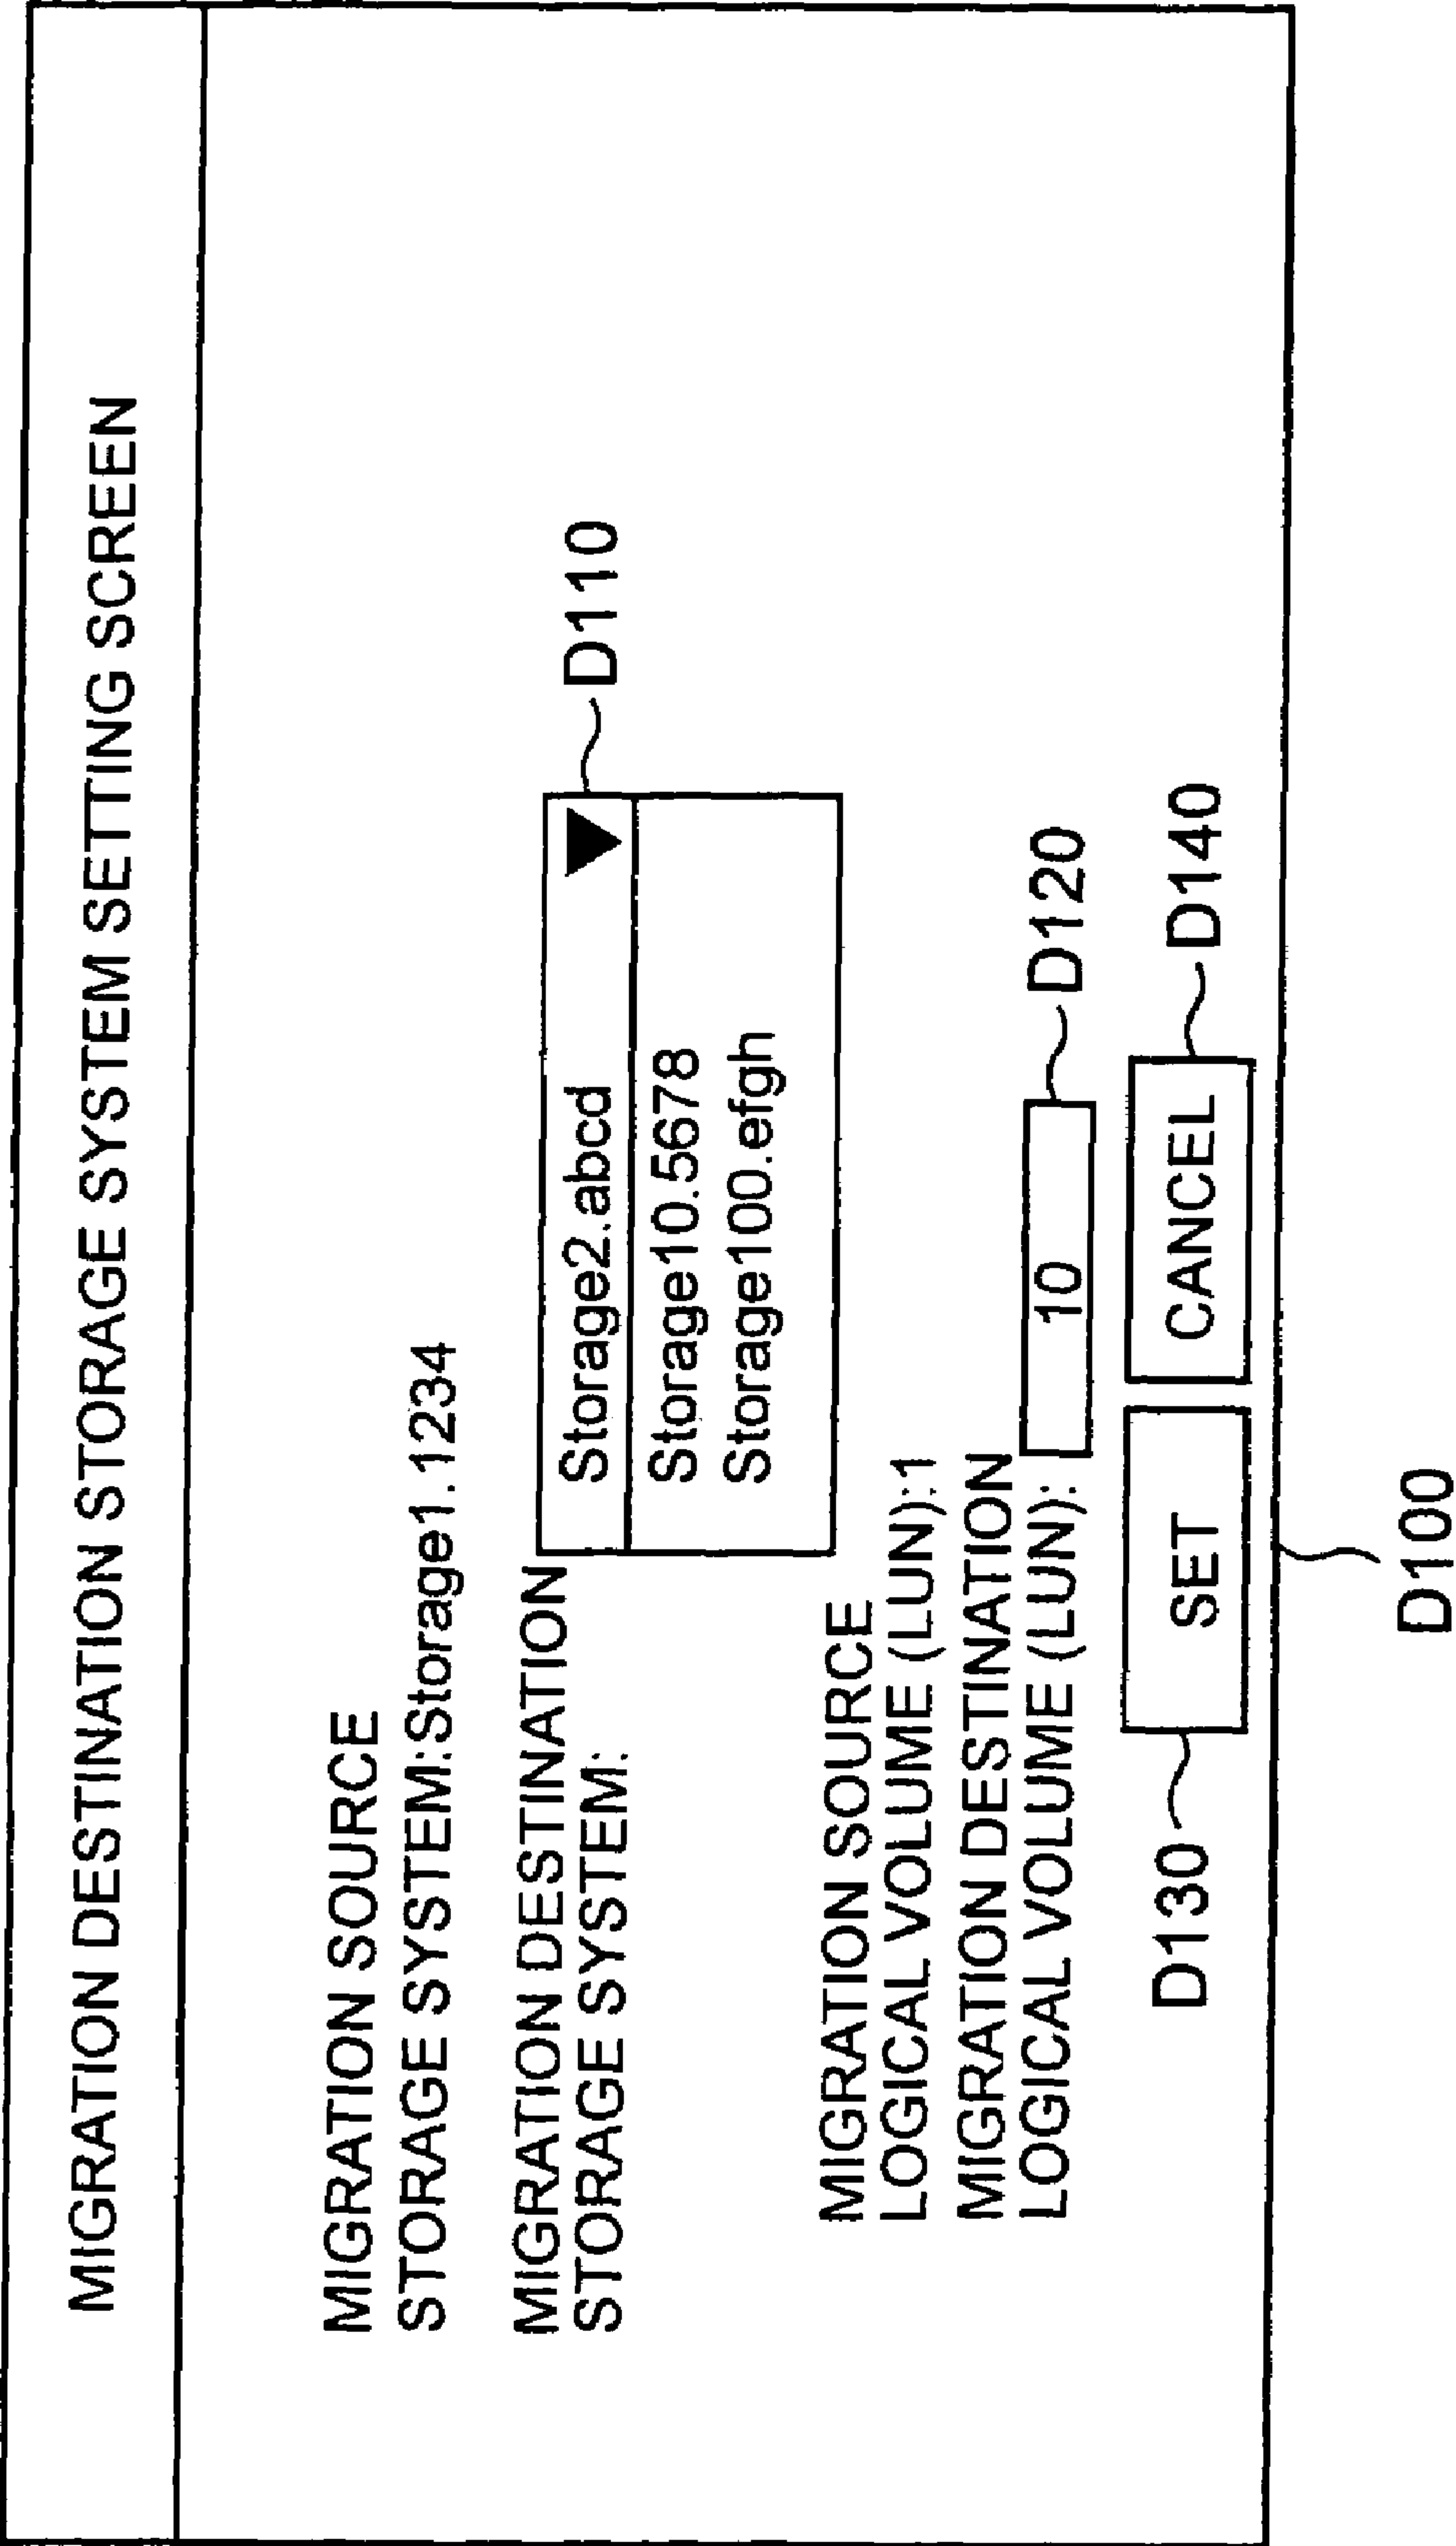 MIGRATION DESTINATION STORAGE SYSTEM SETTING SCREEN
MIGRATION SOURCE
STORAGE SYSTEM:Storage1.1234
MIGRATION DESTINATION
STORAGE SYSTEM:
Storage2.abcd
D110
Storage10.5678
Storage100.efgh
MIGRATION SOURCE
LOGICAL VOLUME (LUN):1
MIGRATION DESTINATION
LOGICAL VOLUME (LUN): 10 D120
D130 SET CANCEL D140
D100